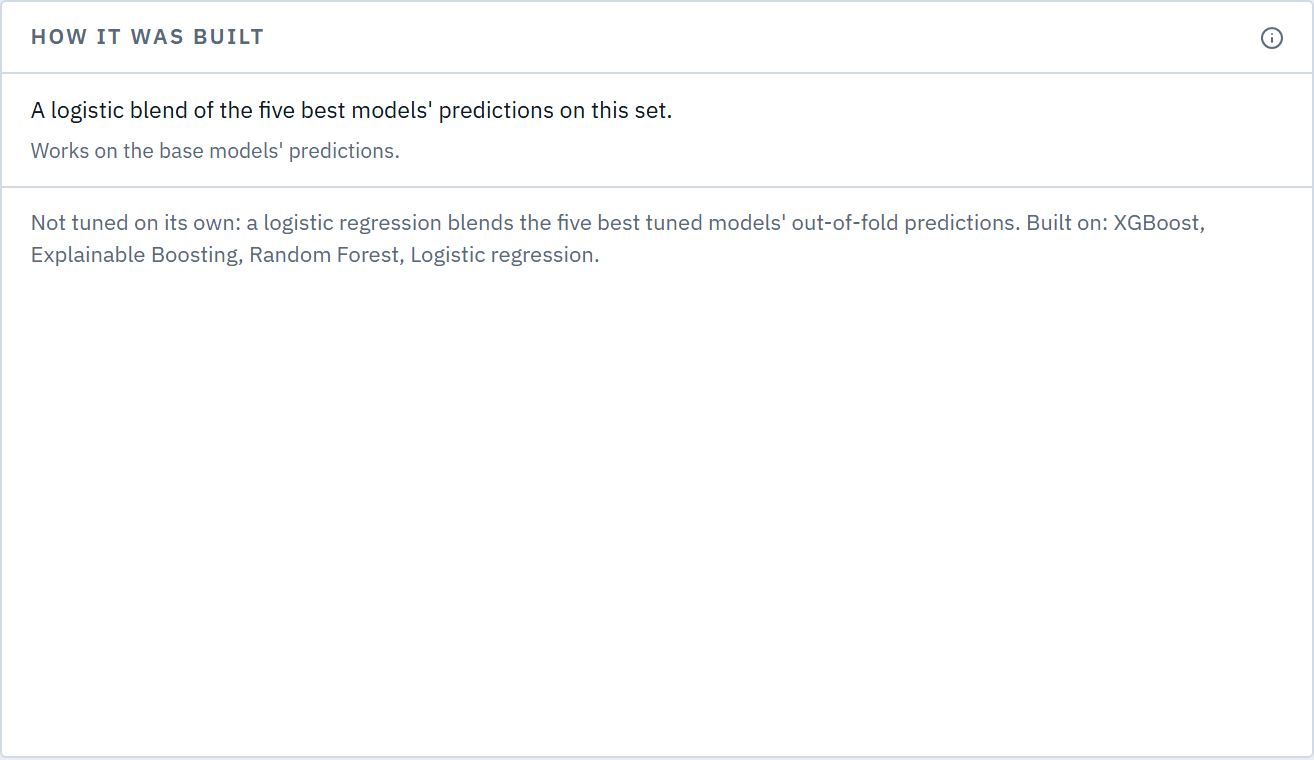 HOW IT WAS BUILT
A logistic blend of the five best models' predictions on this set.
Works on the base models' predictions.
Not tuned on its own: a logistic regression blends the five best tuned models' out-of-fold predictions. Built on: XGBoost,
Explainable Boosting, Random Forest, Logistic regression.